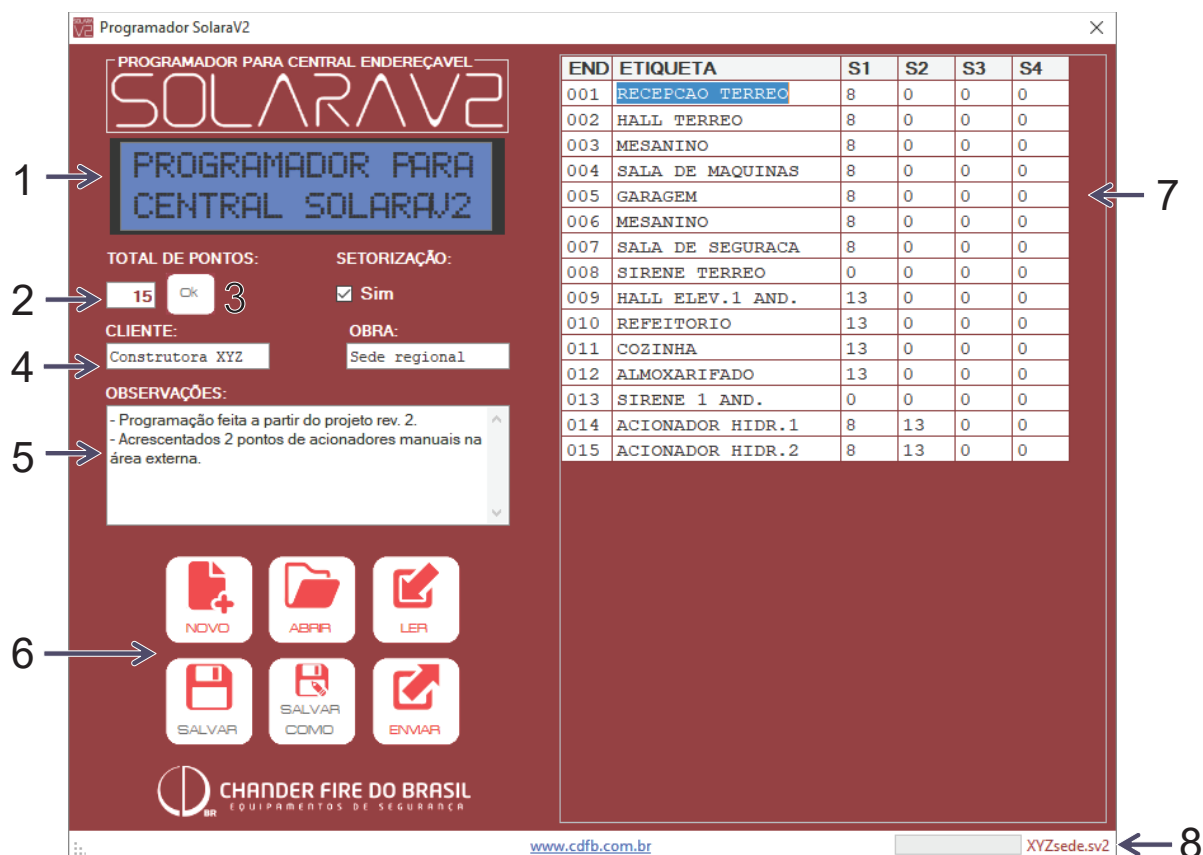 Programador SolaraV2
PROGRAMADOR PARA CENTRAL ENDEREÇAVEL
SOLARAV2
PROGRAMADOR PARA
CENTRAL SOLARAV2
1
TOTAL DE PONTOS: SETORIZAÇÃO:
2 15 Ok 3 Sim
CLIENTE: OBRA:
4 Construtora XYZ Sede regional
OBSERVAÇÕES:
- Programação feita a partir do projeto rev. 2.
- Acrescentados 2 pontos de acionadores manuais na
área externa.
5
NOVO ABRIR LER
6
SALVAR SALVAR COMO ENVIAR
CHANDER FIRE DO BRASIL
BR EQUIPAMENTOS DE SEGURANÇA
END ETIQUETA S1 S2 S3 S4
001 RECEPCAO TERREO 8 0 0 0
002 HALL TERREO 8 0 0 0
003 MESANINO 8 0 0 0
004 SALA DE MAQUINAS 8 0 0 0
005 GARAGEM 8 0 0 0
006 MESANINO 8 0 0 0
007 SALA DE SEGURACA 8 0 0 0
008 SIRENE TERREO 0 0 0 0
009 HALL ELEV.1 AND. 13 0 0 0
010 REFEITORIO 13 0 0 0
011 COZINHA 13 0 0 0
012 ALMOXARIFADO 13 0 0 0
013 SIRENE 1 AND. 0 0 0 0
014 ACIONADOR HIDR.1 8 13 0 0
015 ACIONADOR HIDR.2 8 13 0 0
7
www.cdfb.com.br XYZsede.sv2 8